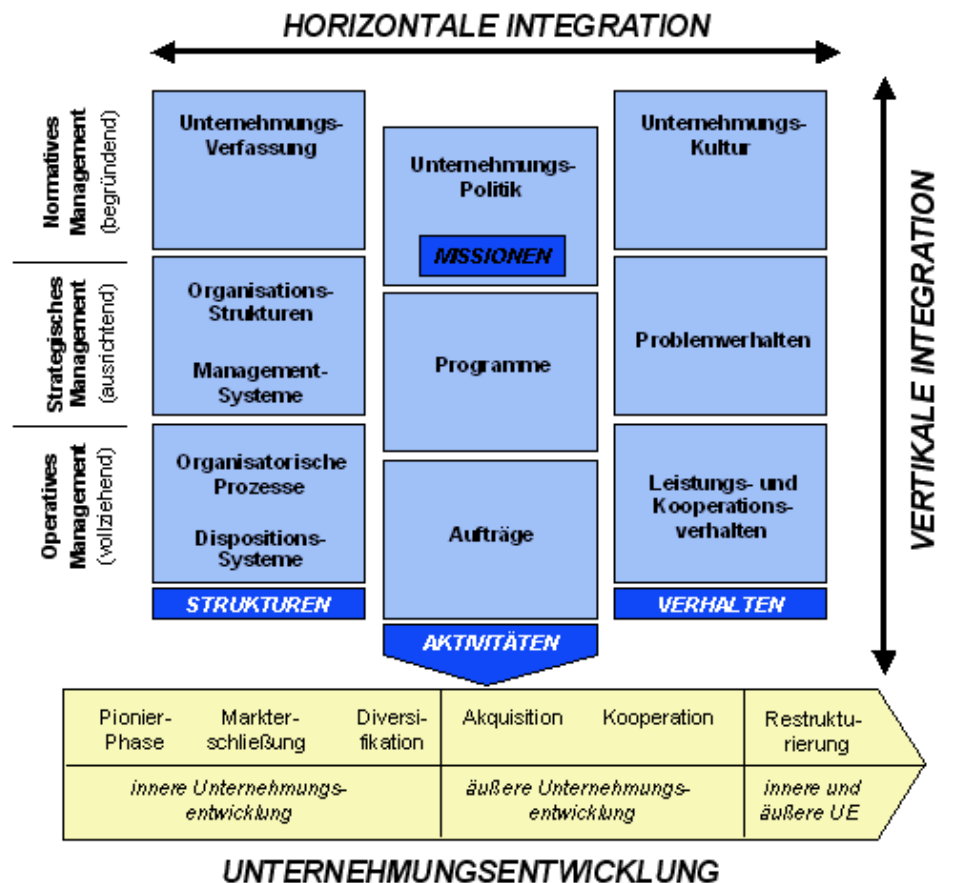 HORIZONTALE INTEGRATION
Normatives
Management
(begründend)
Unternehmungs-
Verfassung
Unternehmungs-
Politik
MISSIONEN
Unternehmungs-
Kultur
Strategisches
Management
(ausrichtend)
Organisations-
Strukturen
Management-
Systeme
Programme
Problemverhalten
Operatives
Management
(vollziehend)
Organisatorische
Prozesse
Dispositions-
Systeme
Aufträge
Leistungs- und
Kooperations-
verhalten
STRUKTUREN
AKTIVITÄTEN
VERHALTEN
VERTIKALE INTEGRATION
Pionier-
Phase
Markter-
schließung
Diversi-
fikation
Akquisition
Kooperation
Restruktu-
rierung
innere Unternehmungs-
entwicklung
äußere Unternehmungs-
entwicklung
innere und
äußere UE
UNTERNEHMUNGSENTWICKLUNG